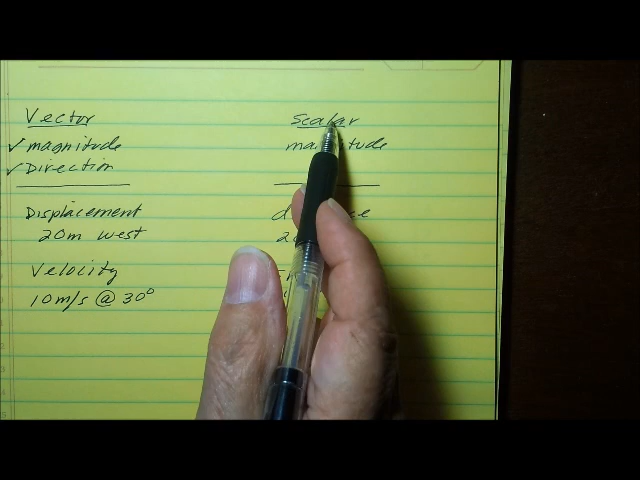 Vector
✓ magnitude
✓ Direction
Displacement
20m west
Velocity
10m/s @ 30°
Scalar
magnitude